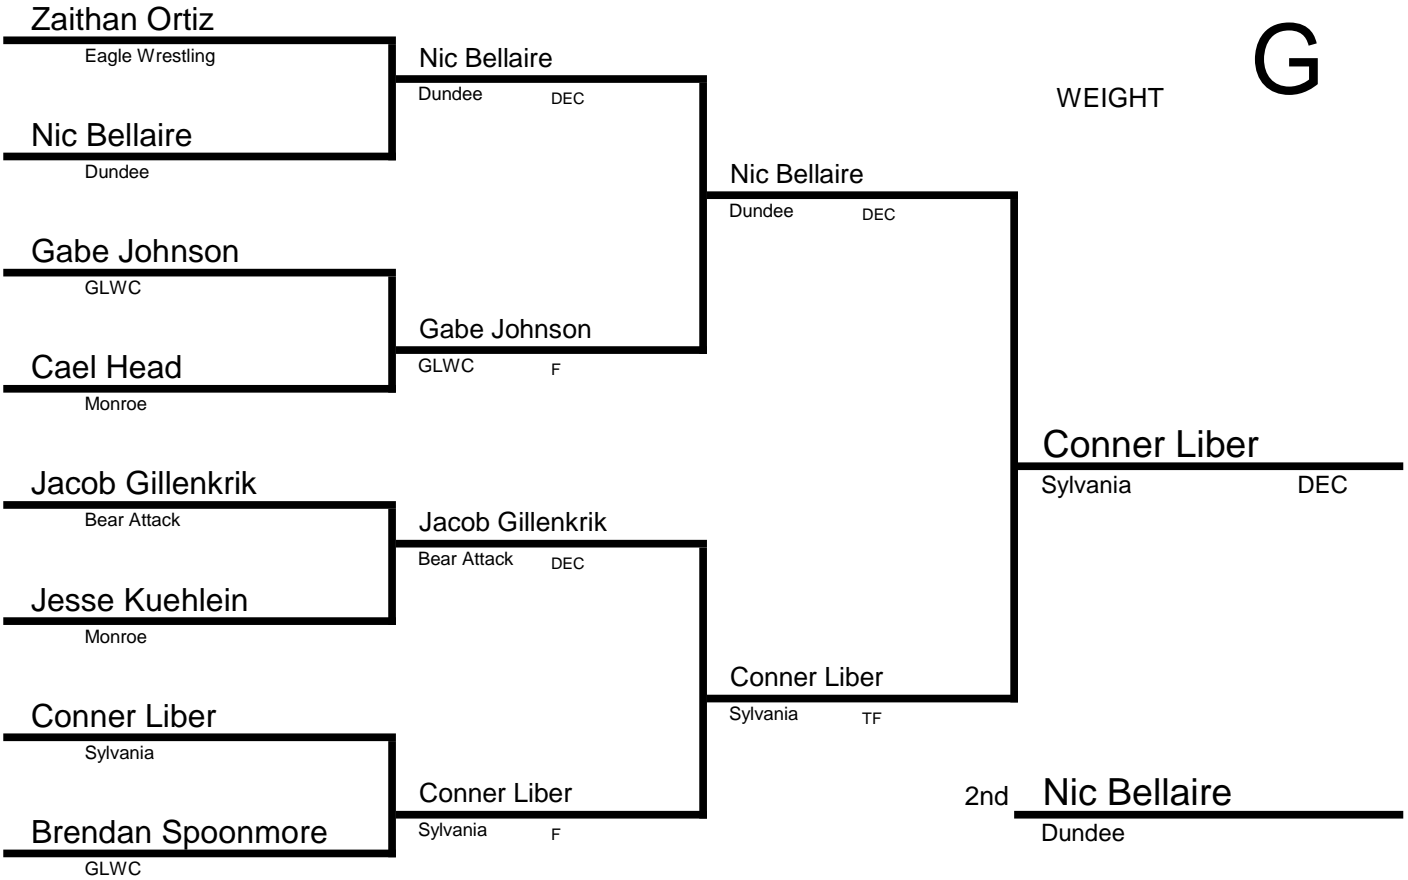 Zaithan Ortiz
Eagle Wrestling
Nic Bellaire
Dundee
Gabe Johnson
GLWC
Cael Head
Monroe
Jacob Gillenkrik
Bear Attack
Jesse Kuehlein
Monroe
Conner Liber
Sylvania
Brendan Spoonmore
GLWC
Nic Bellaire
Dundee DEC
Gabe Johnson
GLWC F
Jacob Gillenkrik
Bear Attack DEC
Conner Liber
Sylvania F
Nic Bellaire
Dundee DEC
Conner Liber
Sylvania TF
WEIGHT G
Conner Liber
Sylvania DEC
2nd Nic Bellaire
Dundee